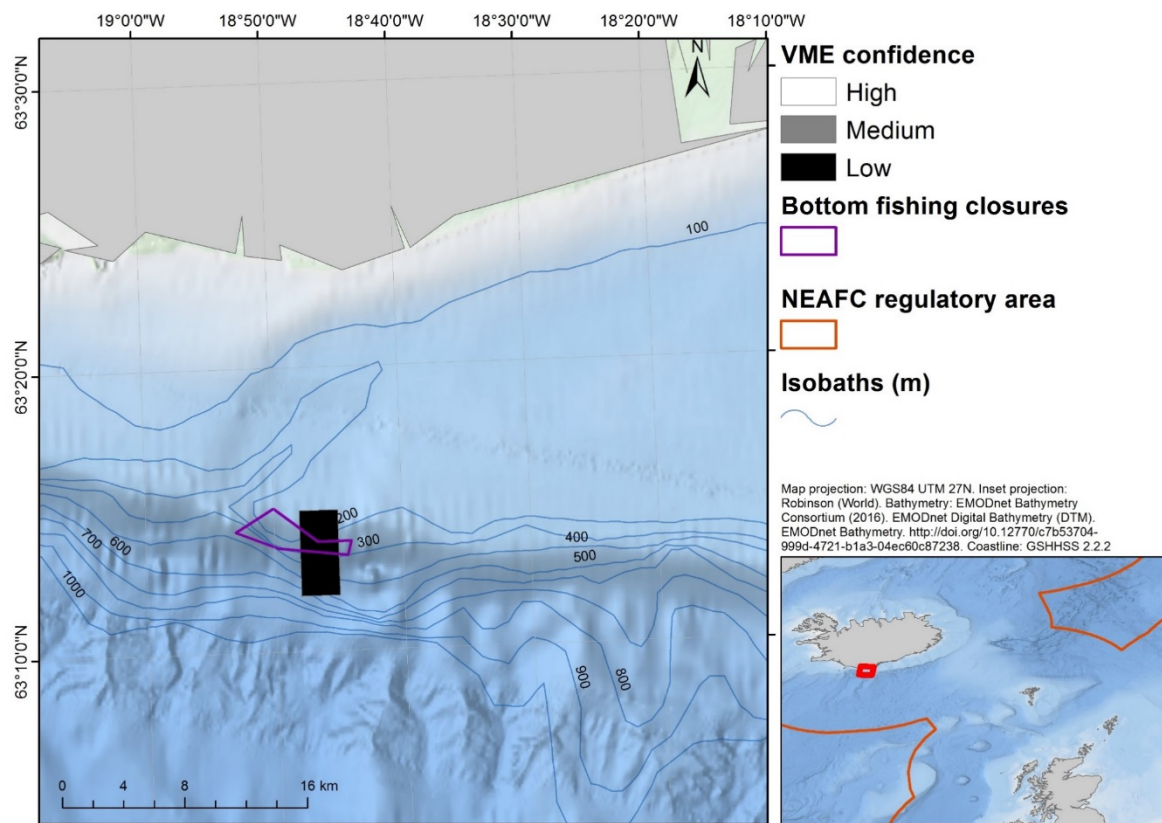 19°0'0"W 18°50'0"W 18°40'0"W 18°20'0"W 18°10'0"W
63°30'0"N
63°20'0"N
63°10'0"N
N
100
200
300
400
500
600
700
1000
800
900
0 4 8 16 km
VME confidence
High
Medium
Low
Bottom fishing closures
NEAFC regulatory area
Isobaths (m)
Map projection: WGS84 UTM 27N. Inset projection:
Robinson (World). Bathymetry: EMODnet Bathymetry
Consortium (2016). EMODnet Digital Bathymetry (DTM).
EMODnet Bathymetry. http://doi.org/10.12770/c7b53704-
999d-4721-b1a3-04ec60c87238. Coastline: GSHHSS 2.2.2